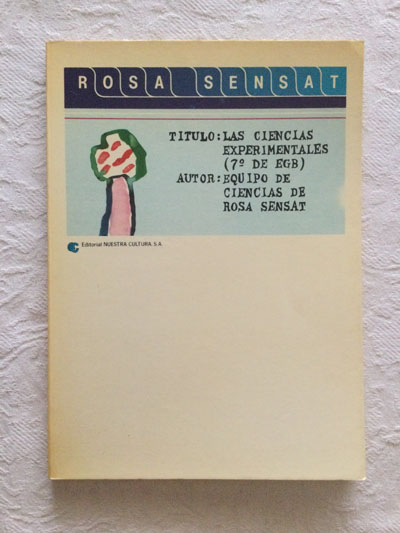 ROSA SENSAT
TITULO: LAS CIENCIAS
EXPERIMENTALES
(7º DE EGB)
AUTOR: EQUIPO DE
CIENCIAS DE
ROSA SENSAT
Editorial NUESTRA CULTURA. S.A.